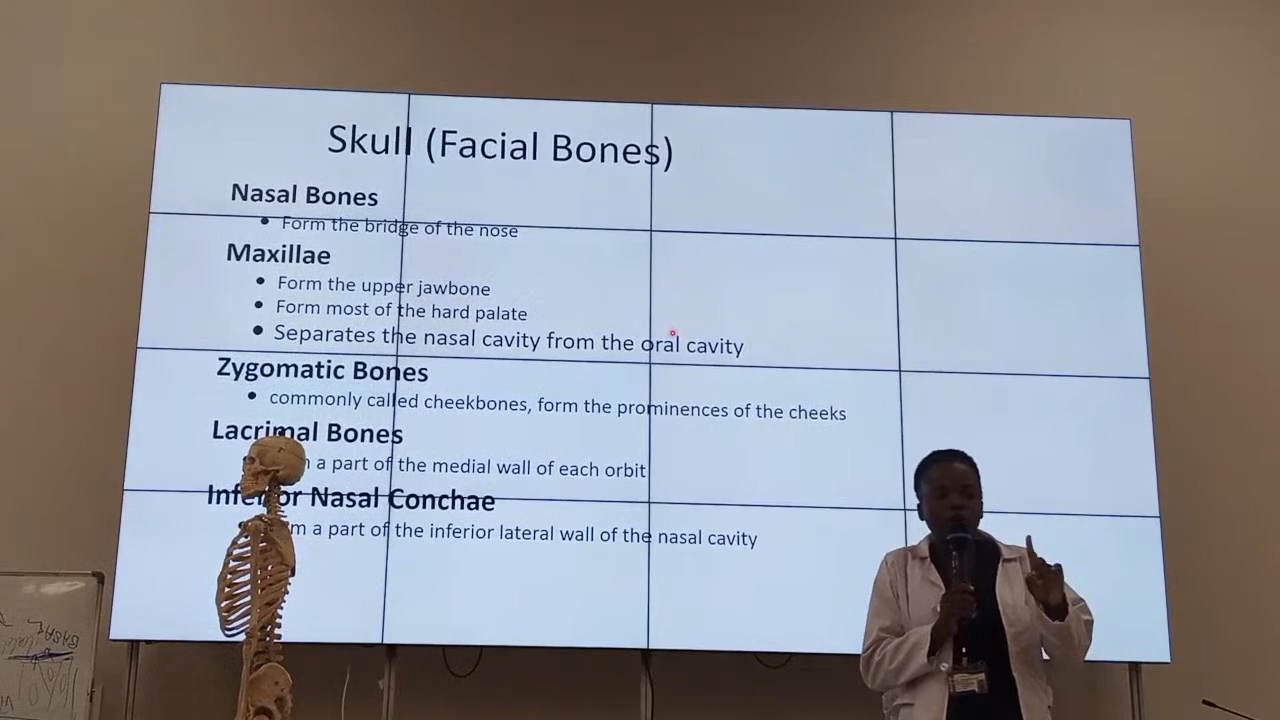 Skull (Facial Bones)
Nasal Bones
• Form the bridge of the nose
Maxillae
• Form the upper jawbone
• Form most of the hard palate
• Separates the nasal cavity from the oral cavity
Zygomatic Bones
• commonly called cheekbones, form the prominences of the cheeks
Lacrimal Bones
a part of the medial wall of each orbit
Inferior Nasal Conchae
a part of the inferior lateral wall of the nasal cavity